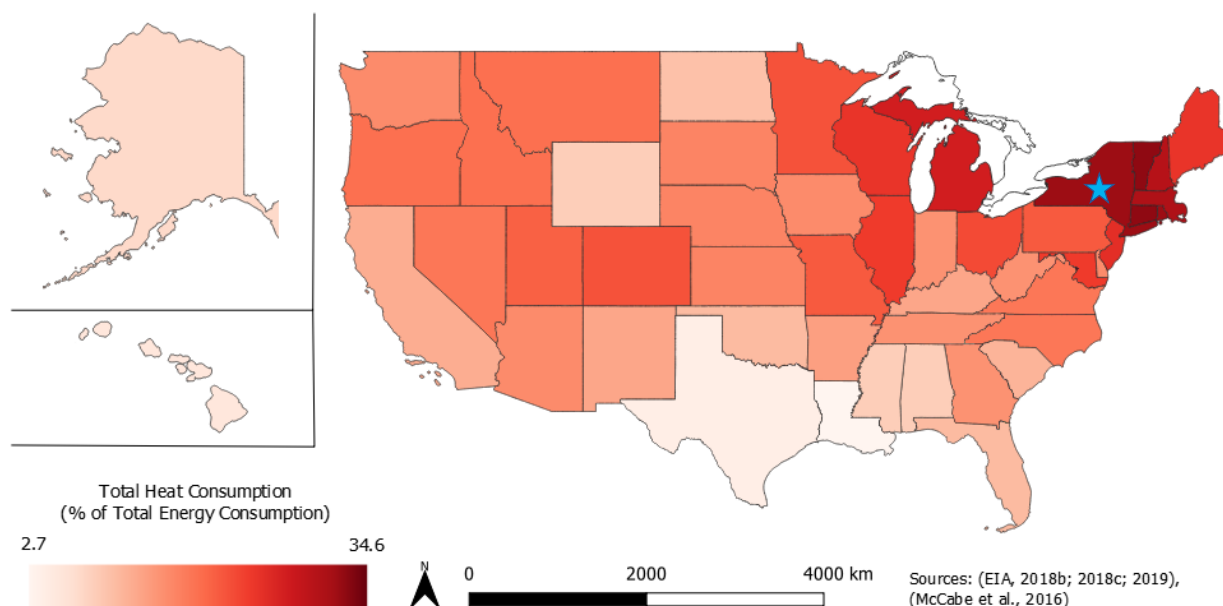 Total Heat Consumption
(% of Total Energy Consumption)
2.7 34.6
N
0 2000 4000 km
Sources: (EIA, 2018b; 2018c; 2019),
(McCabe et al., 2016)